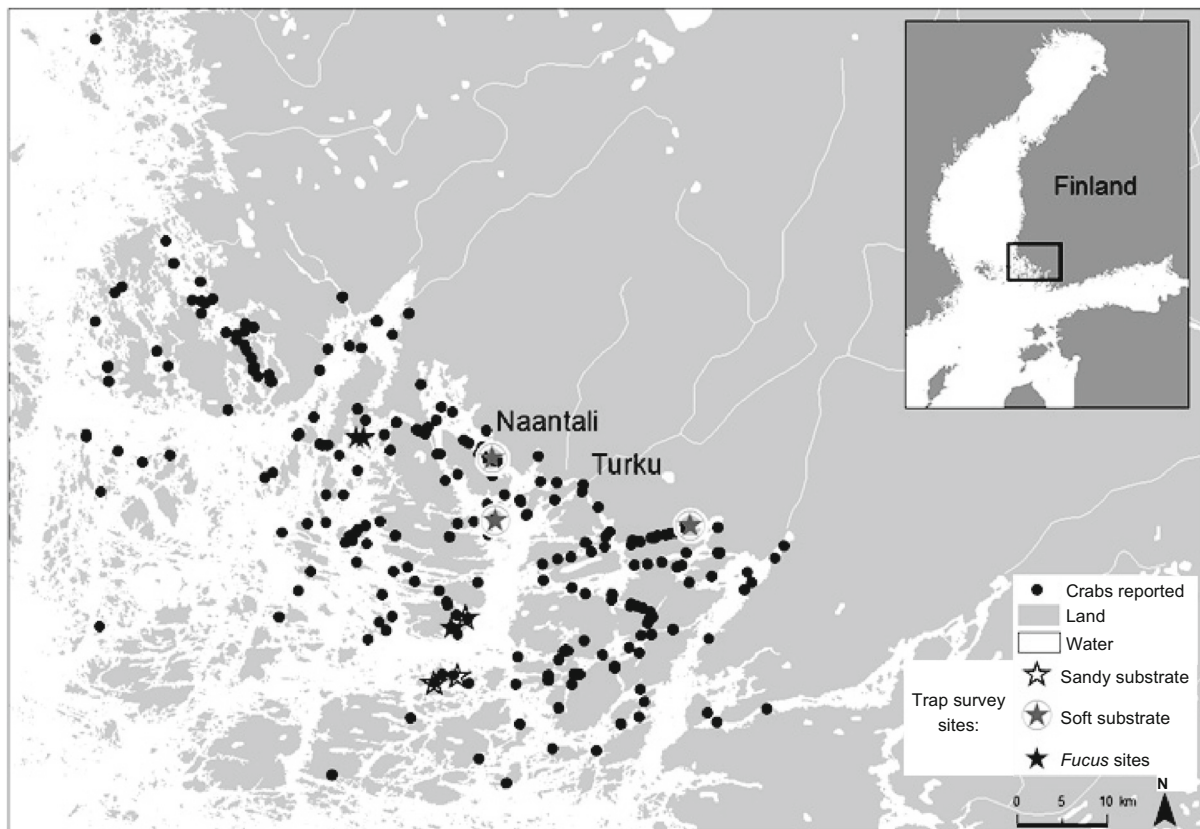 Finland
Naantali
Turku
Crabs reported
Land
Water
Trap survey
sites:
Sandy substrate
Soft substrate
Fucus sites
N
0 5 10 km